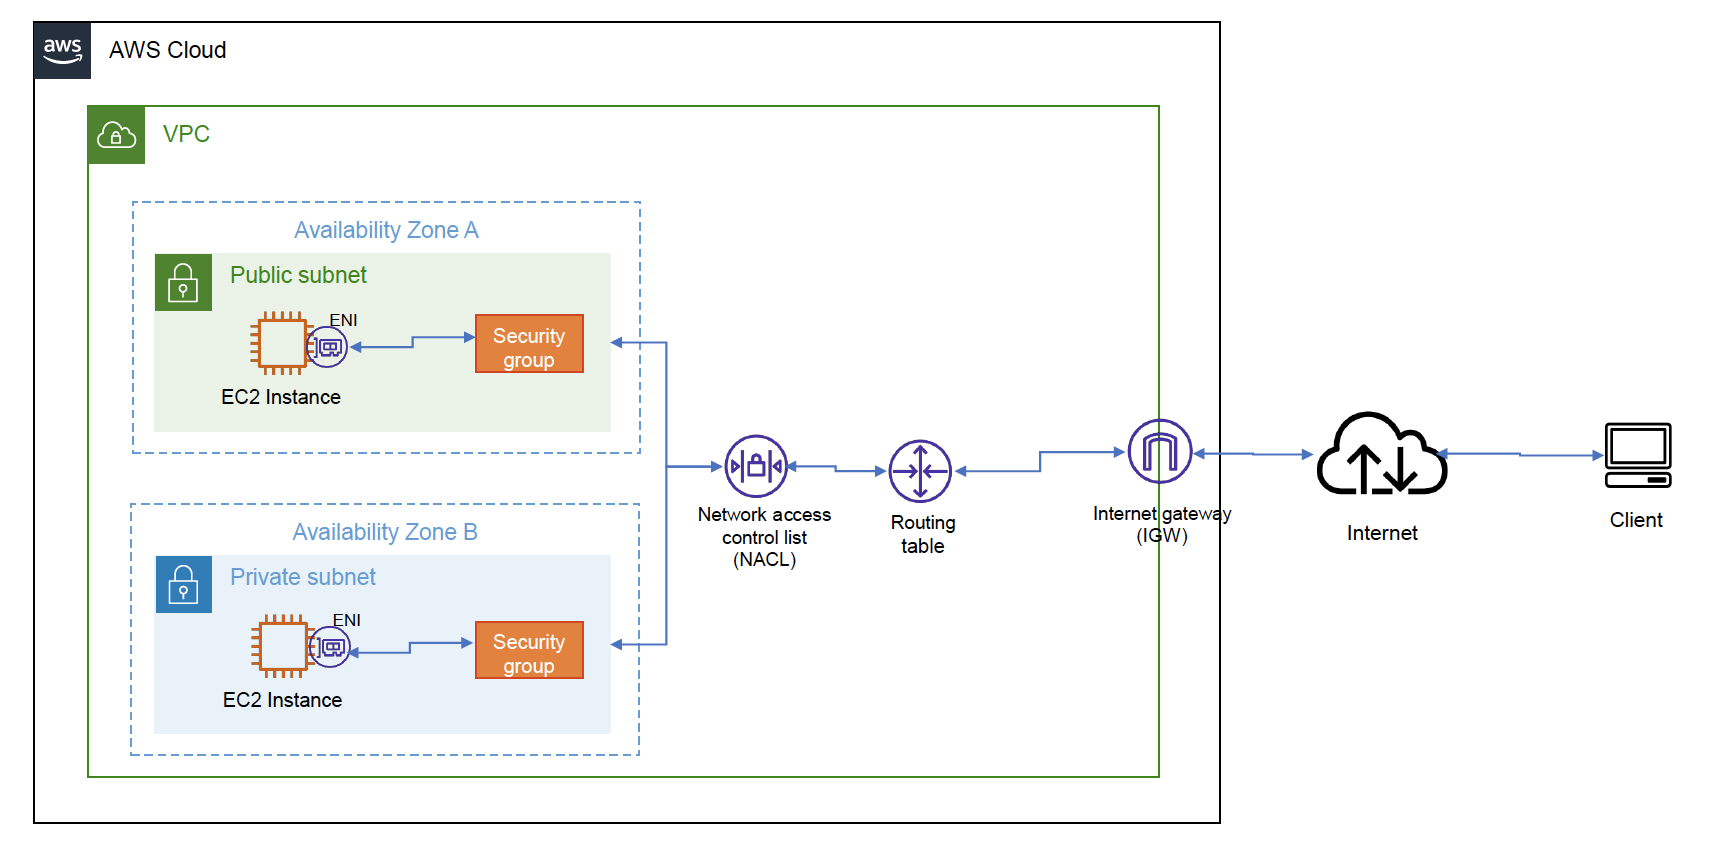 aws
AWS Cloud
VPC
Availability Zone A
Public subnet
ENI
Security
group
EC2 Instance
Network access
control list
(NACL)
Routing
table
Internet gateway
(IGW)
Internet
Client
Availability Zone B
Private subnet
ENI
Security
group
EC2 Instance